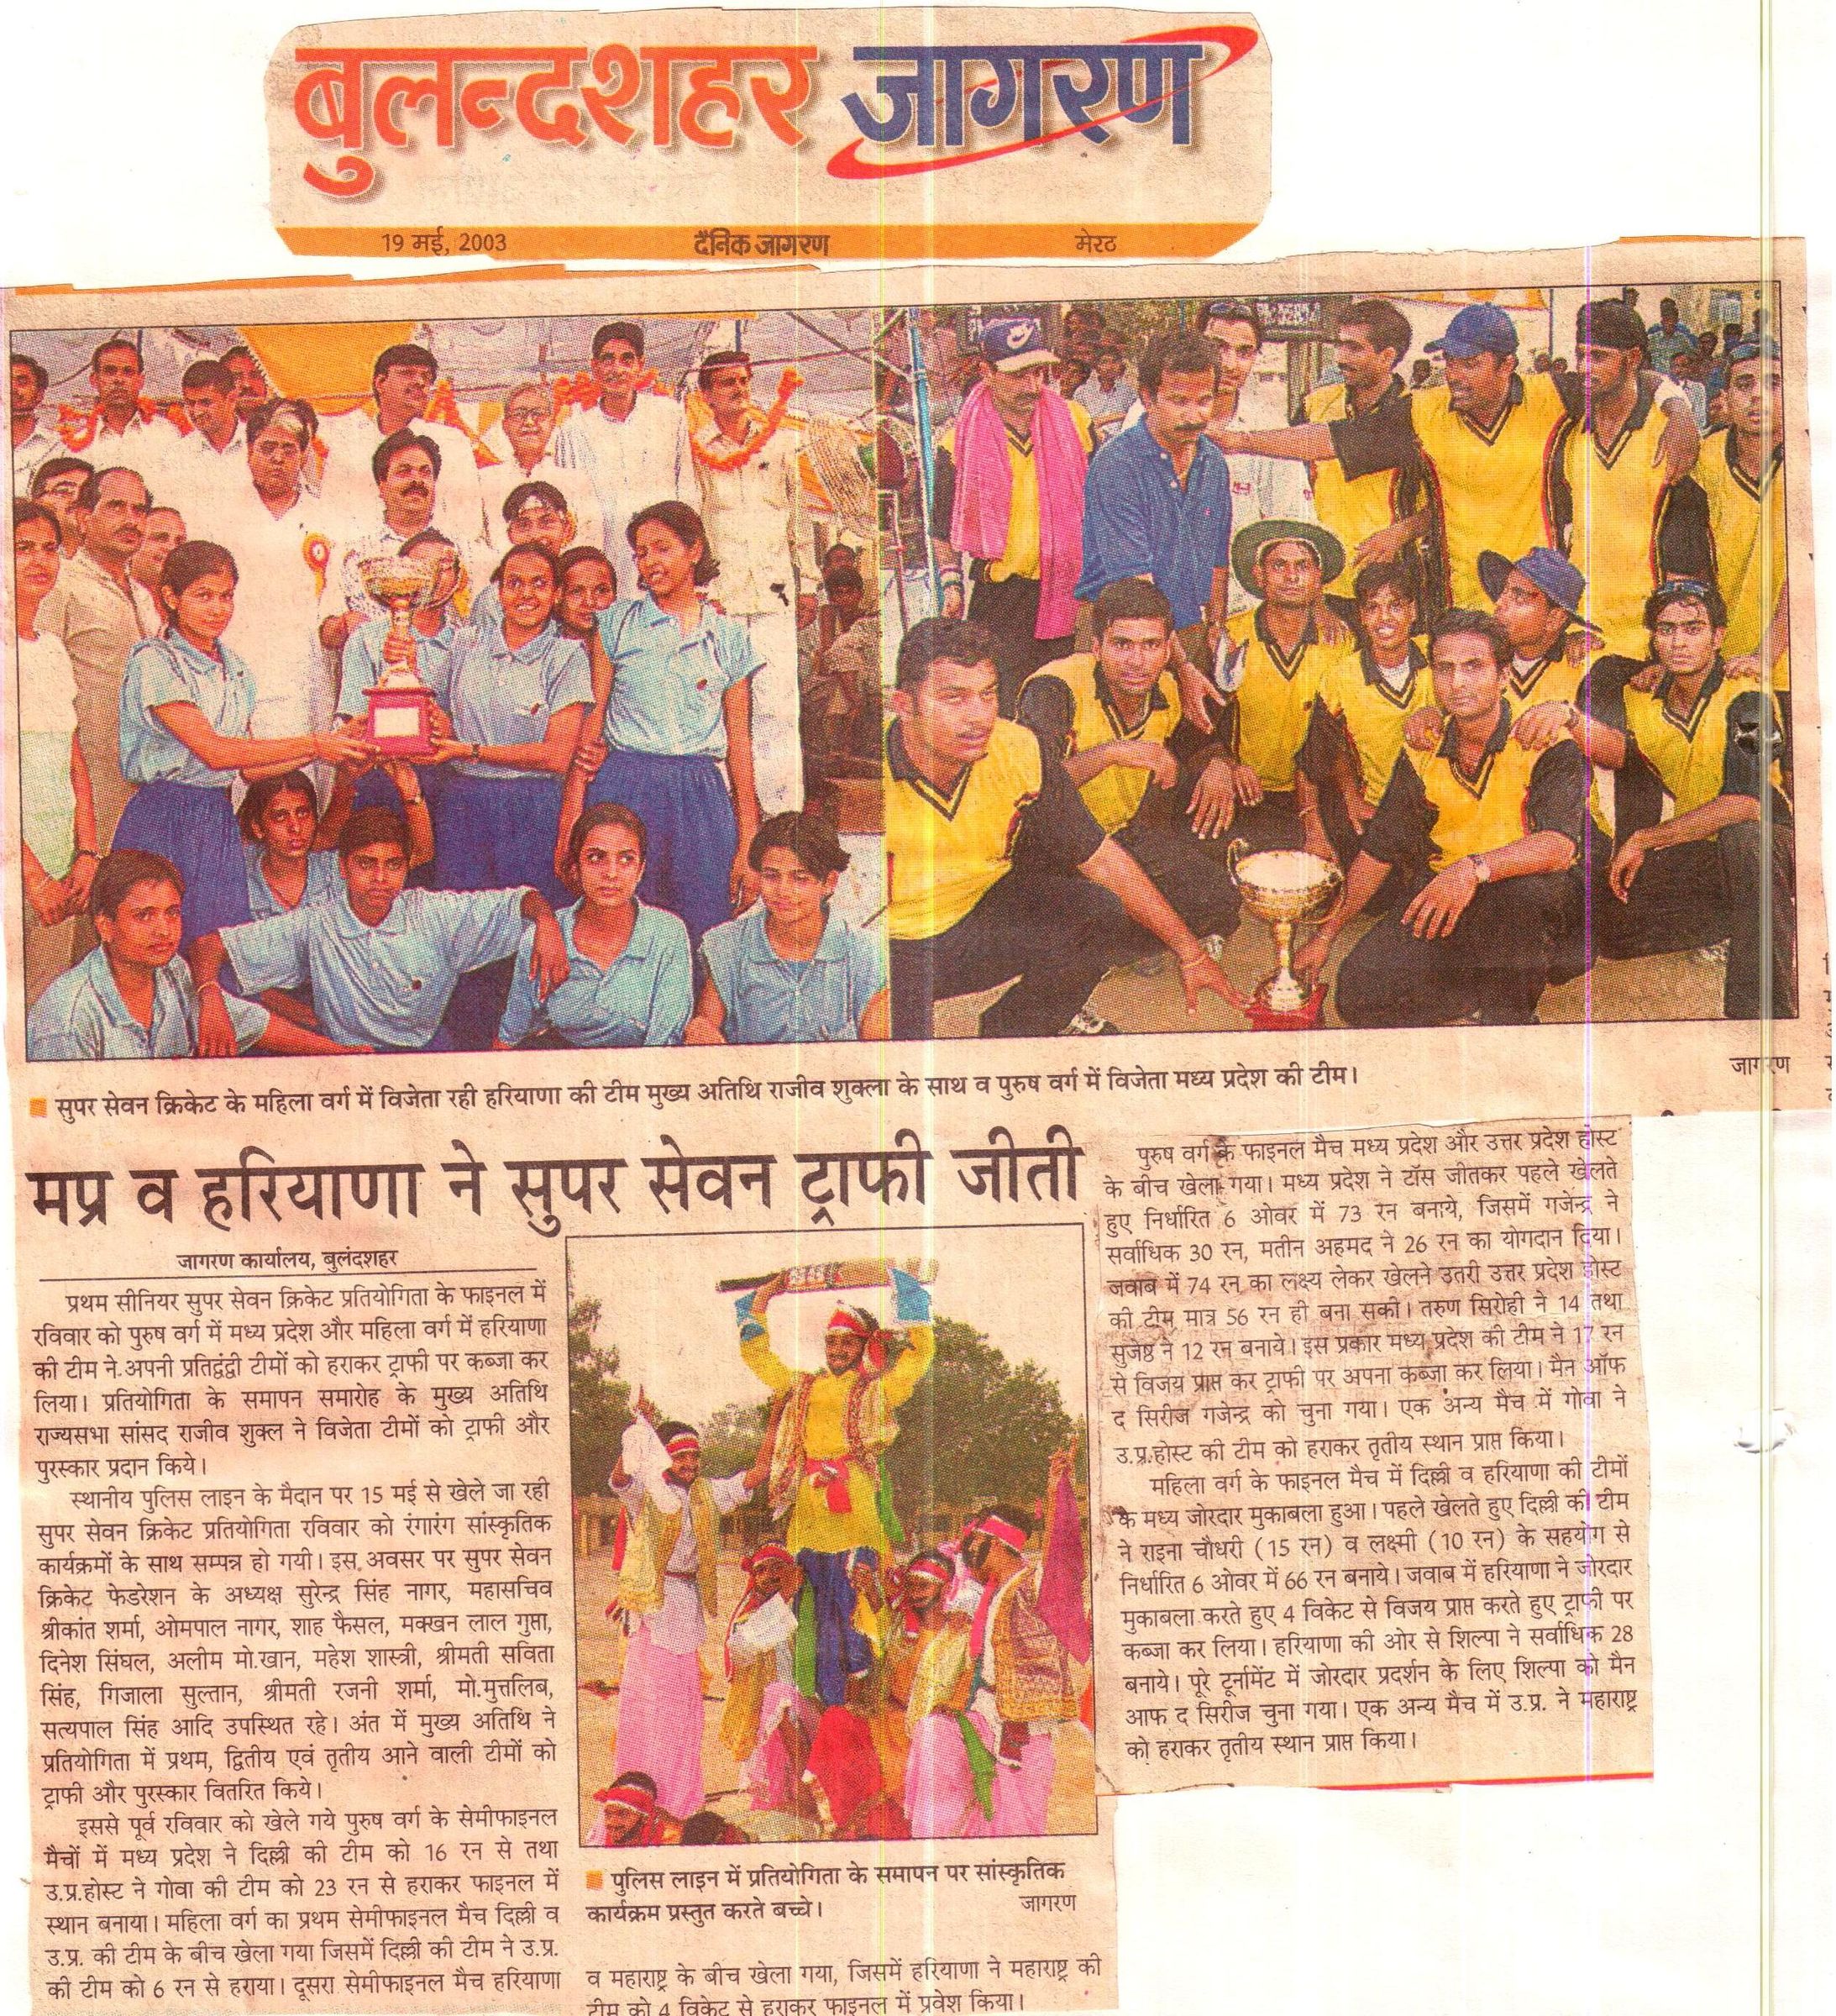 बुलन्दशहर जागरण
19 मई, 2003 दैनिक जागरण मेरठ
जागरण
सुपर सेवन क्रिकेट के महिला वर्ग में विजेता रही हरियाणा की टीम मुख्य अतिथि राजीव शुक्ला के साथ व पुरुष वर्ग में विजेता मध्य प्रदेश की टीम।
मप्र व हरियाणा ने सुपर सेवन ट्राफी जीती
जागरण कार्यालय, बुलंदशहर
प्रथम सीनियर सुपर सेवन क्रिकेट प्रतियोगिता के फाइनल में
रविवार को पुरुष वर्ग में मध्य प्रदेश और महिला वर्ग में हरियाणा
की टीम ने अपनी प्रतिद्वंद्वी टीमों को हराकर ट्राफी पर कब्जा कर
लिया। प्रतियोगिता के समापन समारोह के मुख्य अतिथि
राज्यसभा सांसद राजीव शुक्ल ने विजेता टीमों को ट्राफी और
पुरस्कार प्रदान किये।
स्थानीय पुलिस लाइन के मैदान पर 15 मई से खेले जा रही
सुपर सेवन क्रिकेट प्रतियोगिता रविवार को रंगारंग सांस्कृतिक
कार्यक्रमों के साथ सम्पन्न हो गयी। इस अवसर पर सुपर सेवन
क्रिकेट फेडरेशन के अध्यक्ष सुरेन्द्र सिंह नागर, महासचिव
श्रीकांत शर्मा, ओमपाल नागर, शाह फैसल, मक्खन लाल गुप्ता,
दिनेश सिंघल, अलीम मो.खान, महेश शास्त्री, श्रीमती सविता
सिंह, गिजाला सुल्तान, श्रीमती रजनी शर्मा, मो.मुत्तलिब,
सत्यपाल सिंह आदि उपस्थित रहे। अंत में मुख्य अतिथि ने
प्रतियोगिता में प्रथम, द्वितीय एवं तृतीय आने वाली टीमों को
ट्राफी और पुरस्कार वितरित किये।
इससे पूर्व रविवार को खेले गये पुरुष वर्ग के सेमीफाइनल
मैचों में मध्य प्रदेश ने दिल्ली की टीम को 16 रन से तथा
उ.प्र.होस्ट ने गोवा की टीम को 23 रन से हराकर फाइनल में
स्थान बनाया। महिला वर्ग का प्रथम सेमीफाइनल मैच दिल्ली व
उ.प्र. की टीम के बीच खेला गया जिसमें दिल्ली की टीम ने उ.प्र.
की टीम को 6 रन से हराया। दूसरा सेमीफाइनल मैच हरियाणा
पुलिस लाइन में प्रतियोगिता के समापन पर सांस्कृतिक
कार्यक्रम प्रस्तुत करते बच्चे। जागरण
व महाराष्ट्र के बीच खेला गया, जिसमें हरियाणा ने महाराष्ट्र की
टीम को 4 विकेट से हराकर फाइनल में प्रवेश किया।
पुरुष वर्ग के फाइनल मैच मध्य प्रदेश और उत्तर प्रदेश होस्ट
के बीच खेला गया। मध्य प्रदेश ने टॉस जीतकर पहले खेलते
हुए निर्धारित 6 ओवर में 73 रन बनाये, जिसमें गजेन्द्र ने
सर्वाधिक 30 रन, मतीन अहमद ने 26 रन का योगदान दिया।
जवाब में 74 रन का लक्ष्य लेकर खेलने उतरी उत्तर प्रदेश होस्ट
की टीम मात्र 56 रन ही बना सकी। तरुण सिरोही ने 14 तथा
सुजेष्ठ ने 12 रन बनाये। इस प्रकार मध्य प्रदेश की टीम ने 17 रन
से विजय प्राप्त कर ट्राफी पर अपना कब्जा कर लिया। मैन ऑफ
द सिरीज गजेन्द्र को चुना गया। एक अन्य मैच में गोवा ने
उ.प्र.होस्ट की टीम को हराकर तृतीय स्थान प्राप्त किया।
महिला वर्ग के फाइनल मैच में दिल्ली व हरियाणा की टीमों
के मध्य जोरदार मुकाबला हुआ। पहले खेलते हुए दिल्ली की टीम
ने राइना चौधरी (15 रन) व लक्ष्मी (10 रन) के सहयोग से
निर्धारित 6 ओवर में 66 रन बनाये। जवाब में हरियाणा ने जोरदार
मुकाबला करते हुए 4 विकेट से विजय प्राप्त करते हुए ट्राफी पर
कब्जा कर लिया। हरियाणा की ओर से शिल्पा ने सर्वाधिक 28
बनाये। पूरे टूर्नामेंट में जोरदार प्रदर्शन के लिए शिल्पा को मैन
आफ द सिरीज चुना गया। एक अन्य मैच में उ.प्र. ने महाराष्ट्र
को हराकर तृतीय स्थान प्राप्त किया।